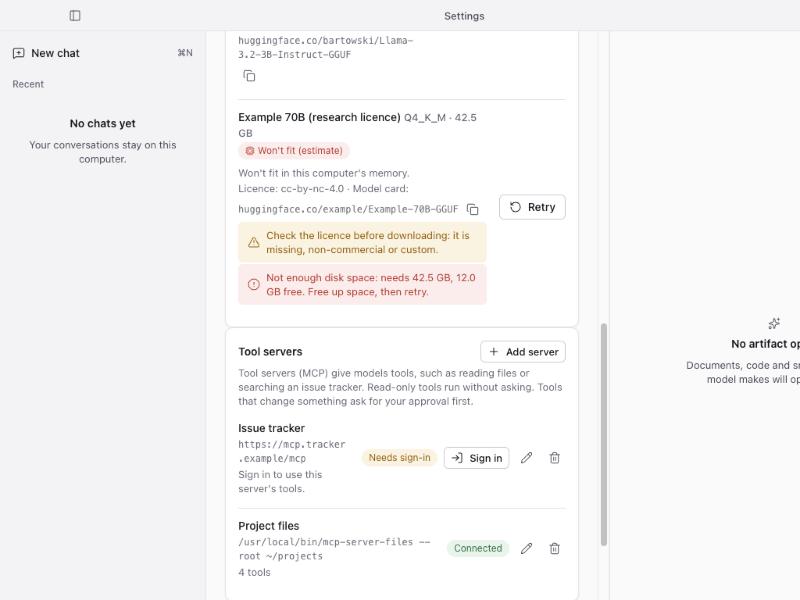 Settings
New chat
⌘N
Recent
No chats yet
Your conversations stay on this
computer.
huggingface.co/bartowski/Llama-
3.2-3B-Instruct-GGUF
Example 70B (research licence) Q4_K_M · 42.5
GB
Won't fit (estimate)
Won't fit in this computer's memory.
Licence: cc-by-nc-4.0 · Model card:
huggingface.co/example/Example-70B-GGUF
Retry
Check the licence before downloading: it is
missing, non-commercial or custom.
Not enough disk space: needs 42.5 GB, 12.0
GB free. Free up space, then retry.
Tool servers
Add server
Tool servers (MCP) give models tools, such as reading files or
searching an issue tracker. Read-only tools run without asking. Tools
that change something ask for your approval first.
Issue tracker
https://mcp.tracker
.example/mcp
Needs sign-in
Sign in
Sign in to use this
server's tools.
Project files
/usr/local/bin/mcp-server-files --
root ~/projects
Connected
4 tools
No artifact op
Documents, code and
model makes will op